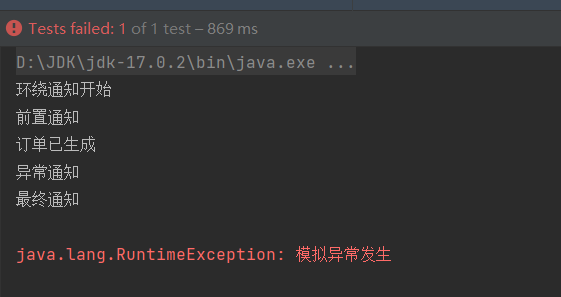 Tests failed: 1 of 1 test – 869 ms
D:\JDK\jdk-17.0.2\bin\java.exe ...
环绕通知开始
前置通知
订单已生成
异常通知
最终通知
java.lang.RuntimeException: 模拟异常发生